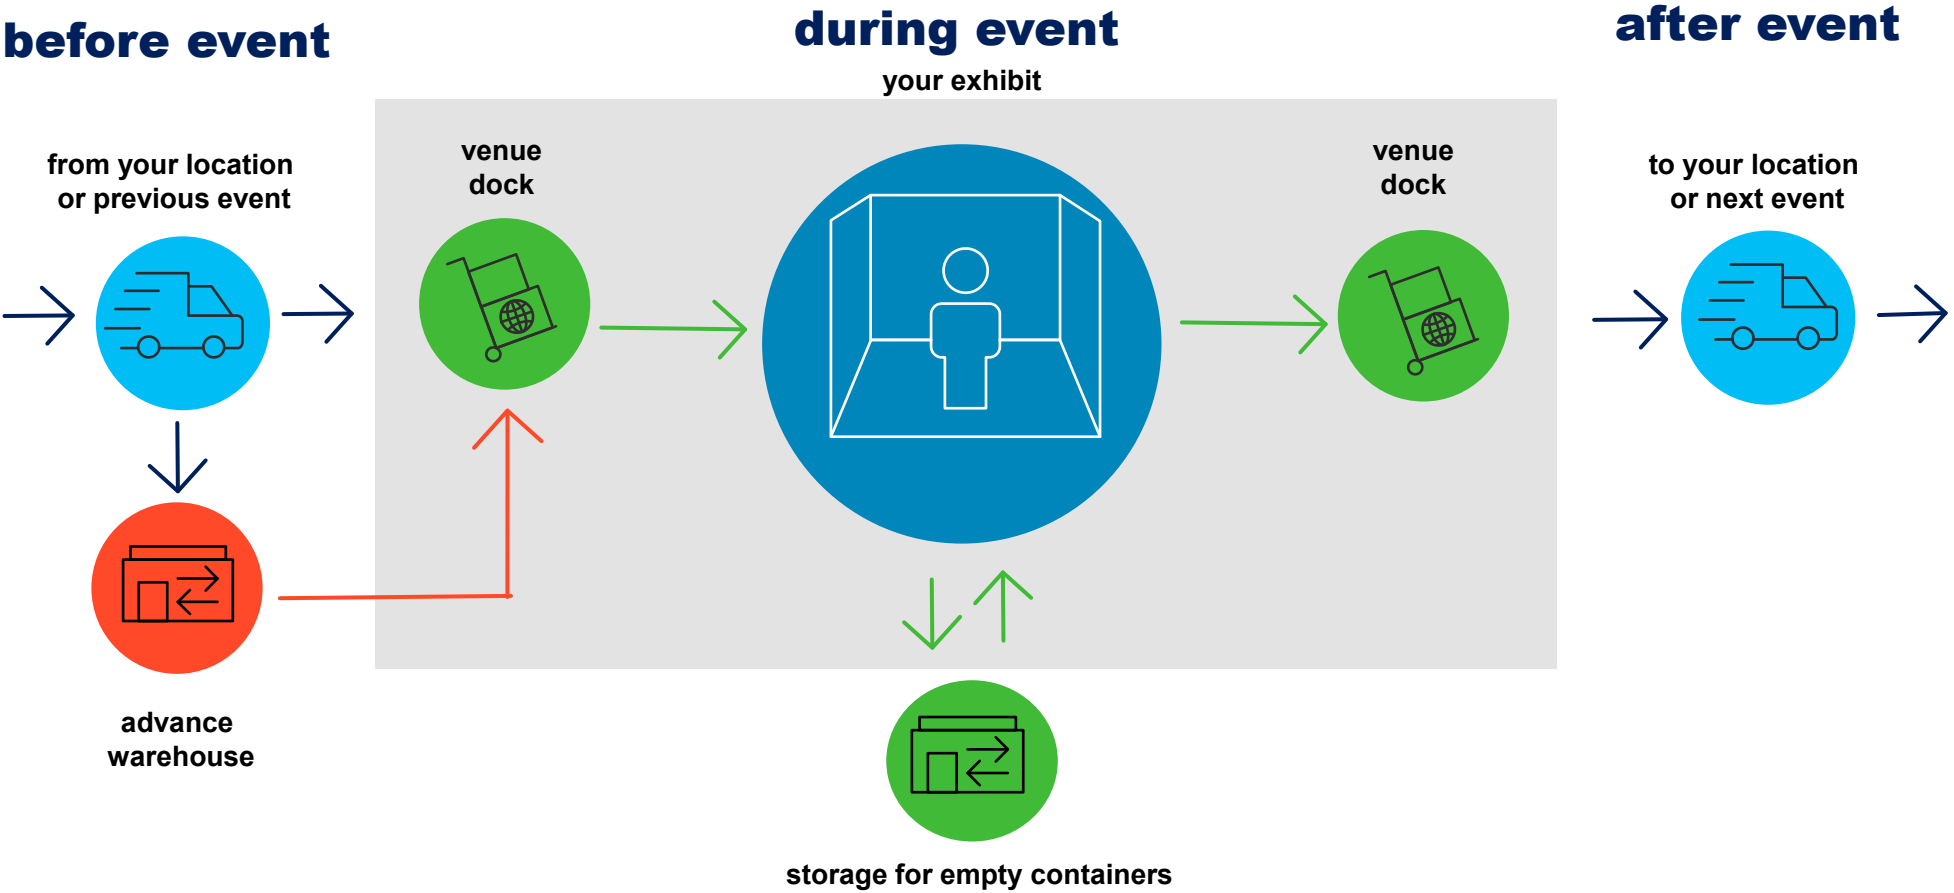 before event
during event
after event
your exhibit
from your location
or previous event
venue
dock
venue
dock
to your location
or next event
advance
warehouse
storage for empty containers